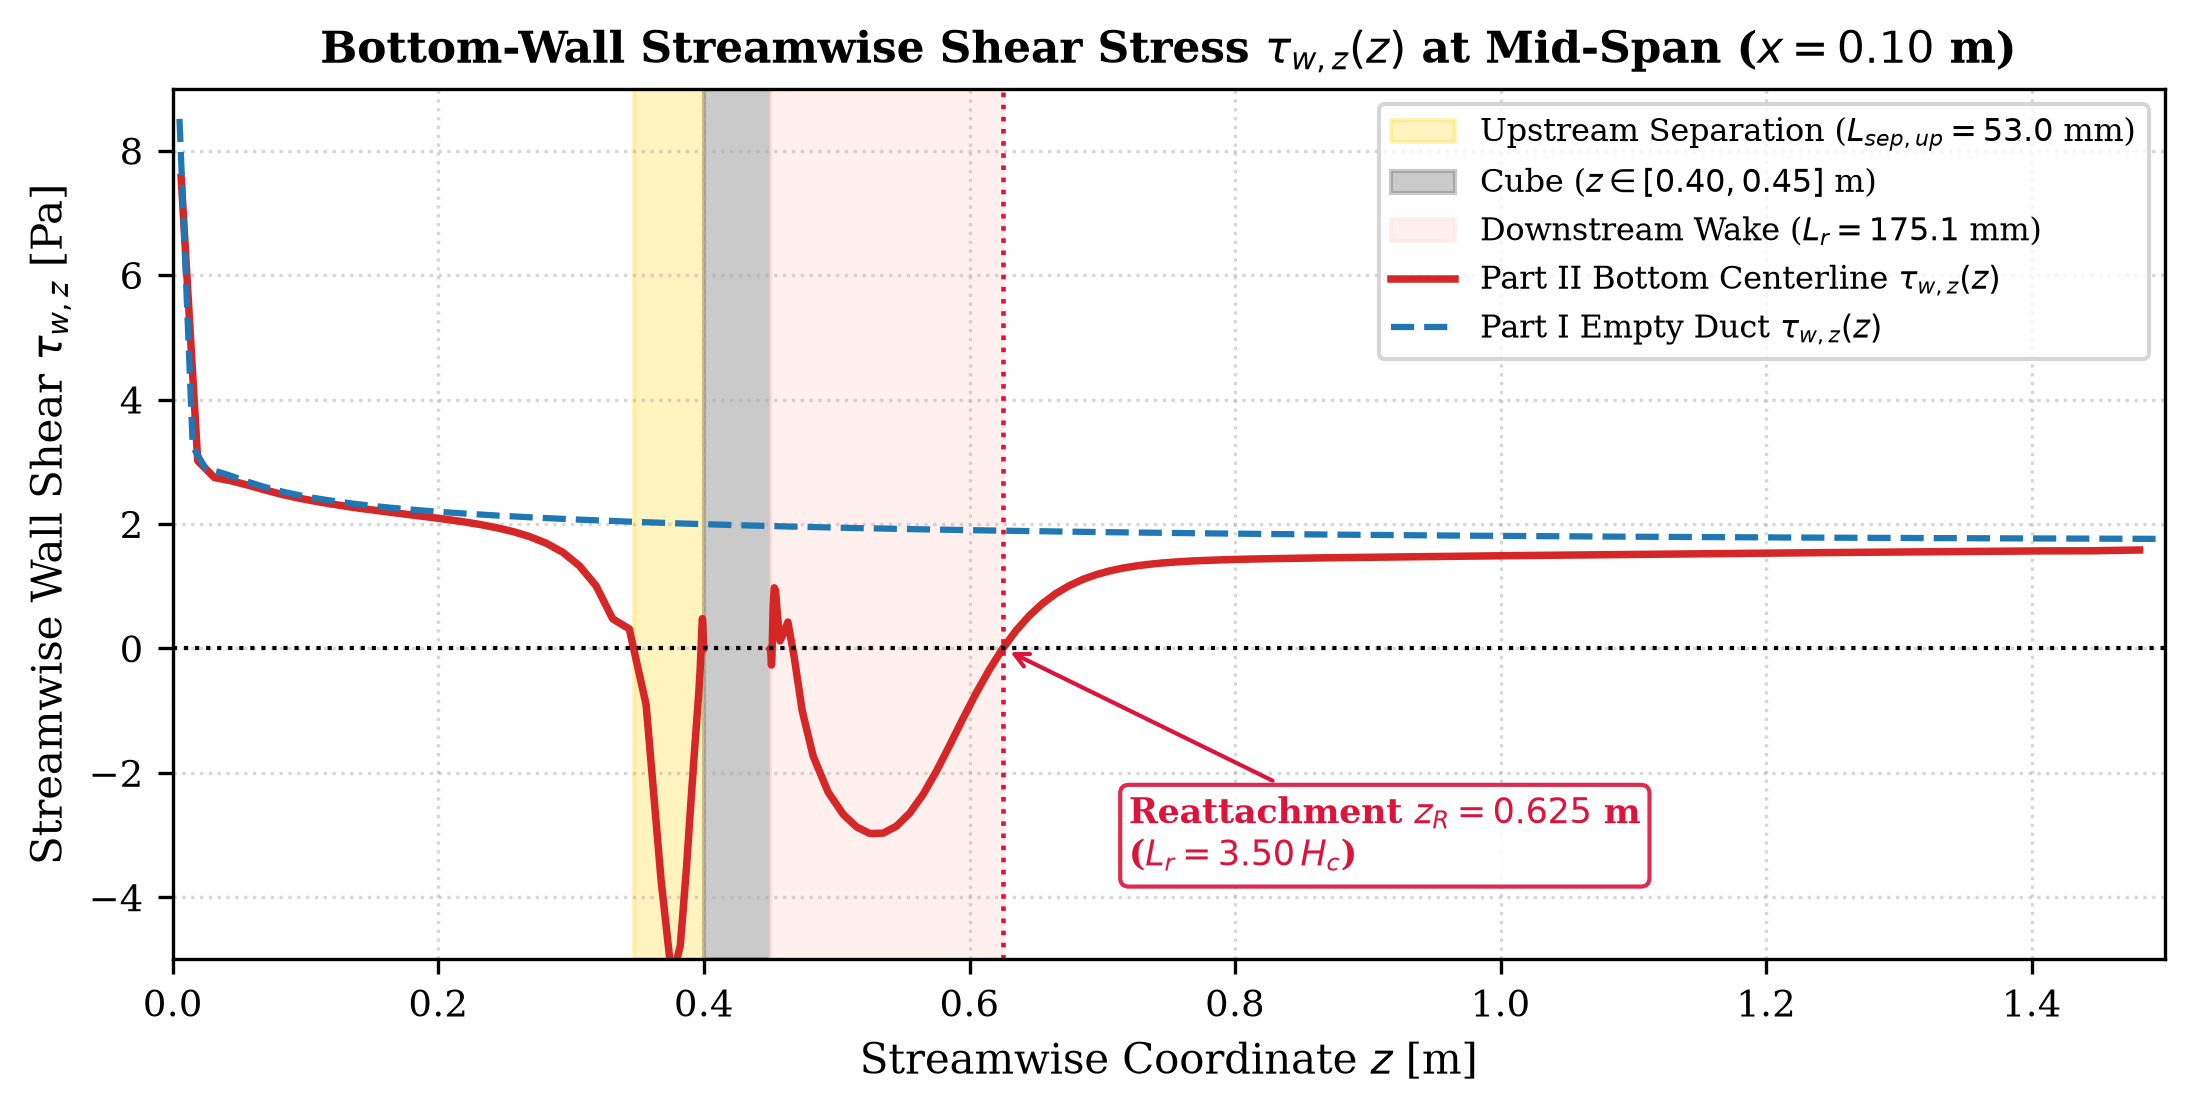 Bottom-Wall Streamwise Shear Stress τ_{w,z}(z) at Mid-Span (x = 0.10 m)
Streamwise Wall Shear τ_{w,z} [Pa]
8
6
4
2
0
−2
−4
Upstream Separation (L_{sep,up} = 53.0 mm)
Cube (z ∈ [0.40, 0.45] m)
Downstream Wake (L_r = 175.1 mm)
Part II Bottom Centerline τ_{w,z}(z)
Part I Empty Duct τ_{w,z}(z)
Reattachment z_R = 0.625 m
(L_r = 3.50 H_c)
0.0 0.2 0.4 0.6 0.8 1.0 1.2 1.4
Streamwise Coordinate z [m]